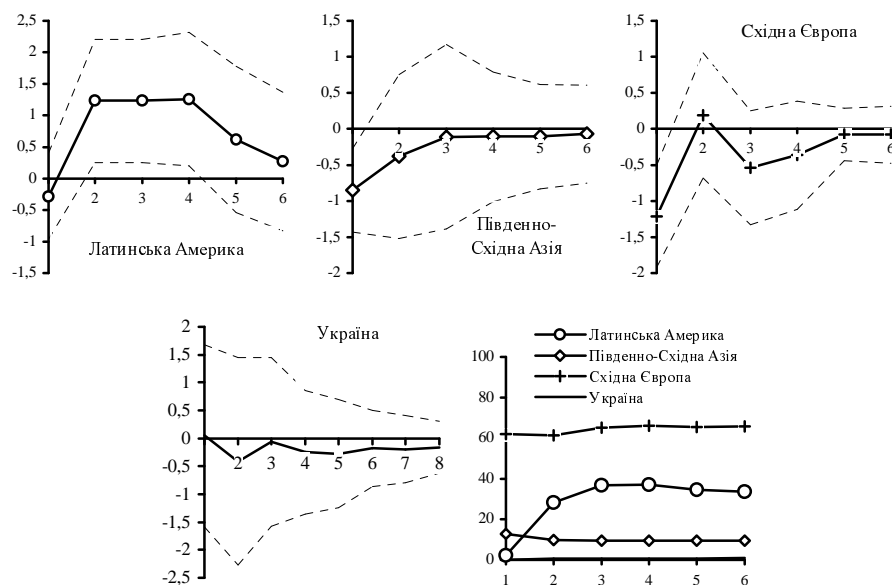 2,5
2
1,5
1
0,5
0
-0,5
-1
-1,5
2 3 4 5 6
Латинська Америка
1,5
1
0,5
0
-0,5
-1
-1,5
-2
2 3 4 5 6
Південно-
Східна Азія
1,5
1
0,5
0
-0,5
-1
-1,5
-2
2 3 4 5 6
Східна Європа
2
1,5
1
0,5
0
-0,5
-1
-1,5
-2
-2,5
2 3 4 5 6 7 8
Україна
Латинська Америка
Південно-Східна Азія
Східна Європа
Україна
100
80
60
40
20
0
1 2 3 4 5 6